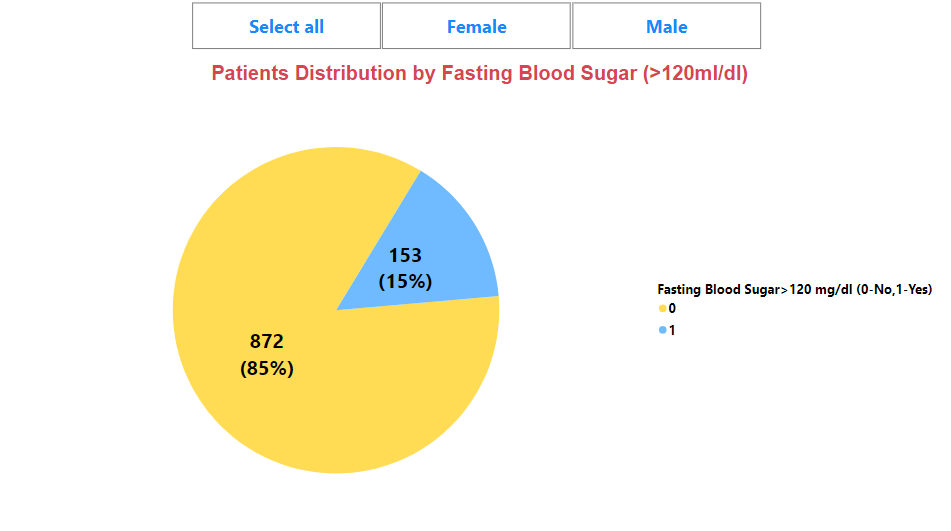 Select all
Female
Male
Patients Distribution by Fasting Blood Sugar (>120ml/dl)
153
(15%)
872
(85%)
Fasting Blood Sugar>120 mg/dl (0-No,1-Yes)
0
1